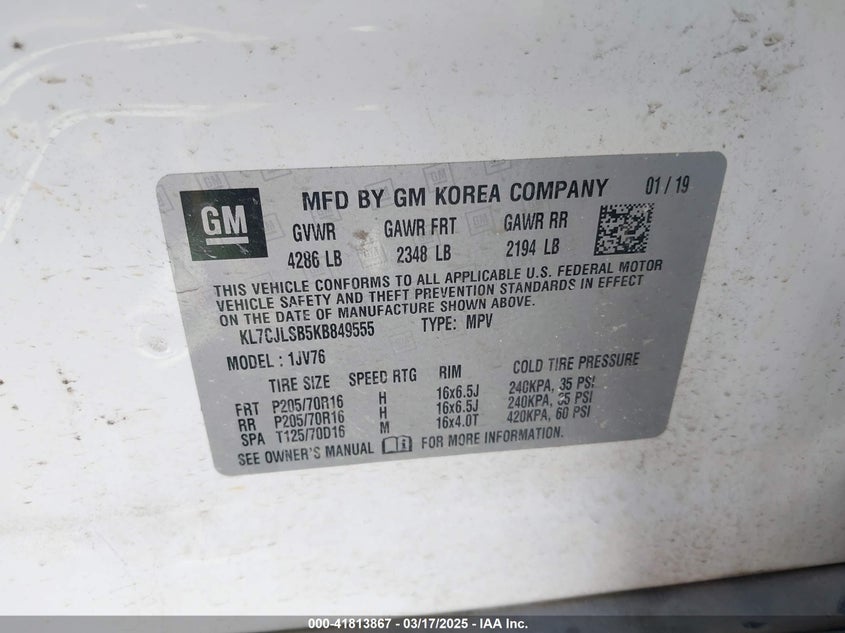 GM
MFD BY GM KOREA COMPANY 01 / 19
GVWR GAWR FRT GAWR RR
4286 LB 2348 LB 2194 LB
THIS VEHICLE CONFORMS TO ALL APPLICABLE U.S. FEDERAL MOTOR
VEHICLE SAFETY AND THEFT PREVENTION STANDARDS IN EFFECT
ON THE DATE OF MANUFACTURE SHOWN ABOVE.
KL7CJLSB5KB849555 TYPE: MPV
MODEL : 1JV76
TIRE SIZE SPEED RTG RIM COLD TIRE PRESSURE
FRT P205/70R16 H 16x6.5J 240KPA, 35 PSI
RR P205/70R16 H 16x6.5J 240KPA, 35 PSI
SPA T125/70D16 M 16x4.0T 420KPA, 60 PSI
SEE OWNER'S MANUAL FOR MORE INFORMATION.
000-41813867 - 03/17/2025 - IAA Inc.